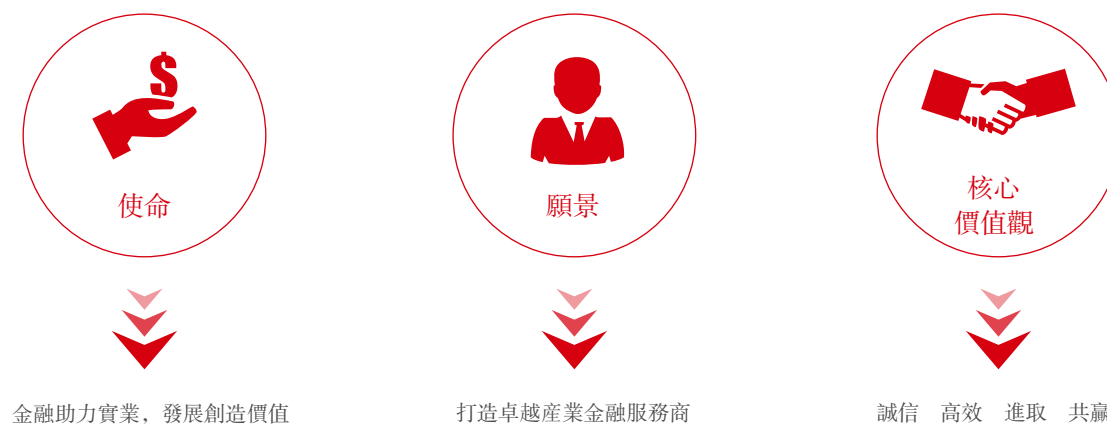 $
使命
願景
核心
價值觀
金融助力實業，發展創造價值
打造卓越産業金融服務商
誠信 高效 進取 共贏